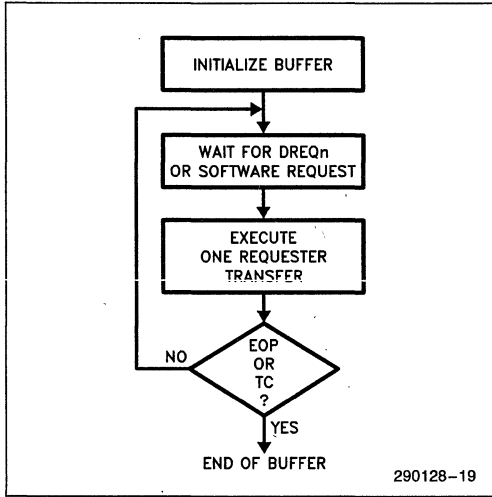 INITIALIZE BUFFER
WAIT FOR DREQn
OR SOFTWARE REQUEST
EXECUTE
ONE REQUESTER
TRANSFER
NO
EOP
OR
TC
?
YES
END OF BUFFER
290128-19